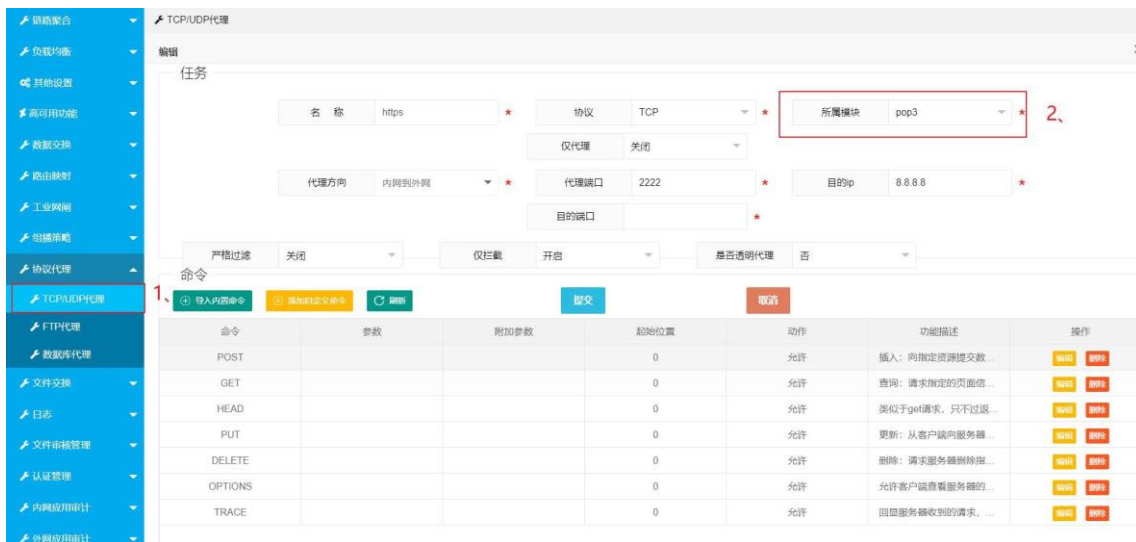 链路聚合
负载均衡
其他设置
高可用功能
数据交换
路由映射
工业网闸
组播策略
协议代理
TCP/UDP代理
FTP代理
数据库代理
文件交换
日志
文件审核管理
认证管理
内网应用审计
外网应用审计
TCP/UDP代理
编辑
任务
名 称 https * 协议 TCP * 所属模块 pop3 * 2、
仅代理 关闭
代理方向 内网到外网 * 代理端口 2222 * 目的ip 8.8.8.8 *
目的端口 *
严格过滤 关闭 仅拦截 开启 是否透明代理 否
命令
1、 导入内置命令 添加自定义命令 刷新 提交 取消
命令 参数 附加参数 起始位置 动作 功能描述 操作
POST 0 允许 插入：向指定资源提交数... 编辑 删除
GET 0 允许 查询：请求指定的页面信... 编辑 删除
HEAD 0 允许 类似于get请求，只不过返... 编辑 删除
PUT 0 允许 更新：从客户端向服务器... 编辑 删除
DELETE 0 允许 删除：请求服务器删除指... 编辑 删除
OPTIONS 0 允许 允许客户端查看服务器的... 编辑 删除
TRACE 0 允许 回显服务器收到的请求，... 编辑 删除